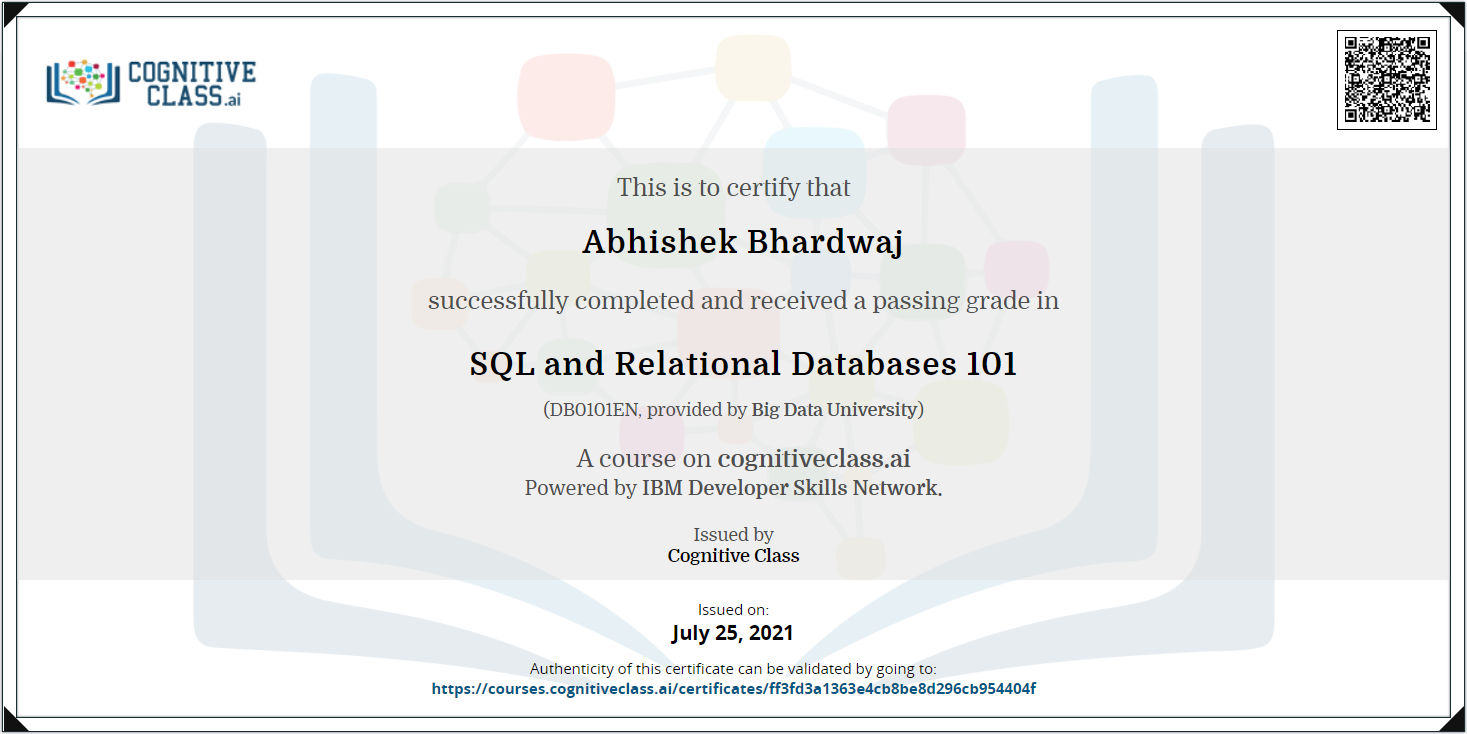 COGNITIVE
CLASS.ai
This is to certify that
Abhishek Bhardwaj
successfully completed and received a passing grade in
SQL and Relational Databases 101
(DB0101EN, provided by Big Data University)
A course on cognitiveclass.ai
Powered by IBM Developer Skills Network.
Issued by
Cognitive Class
Issued on:
July 25, 2021
Authenticity of this certificate can be validated by going to:
https://courses.cognitiveclass.ai/certificates/ff3fd3a1363e4cb8be8d296cb954404f